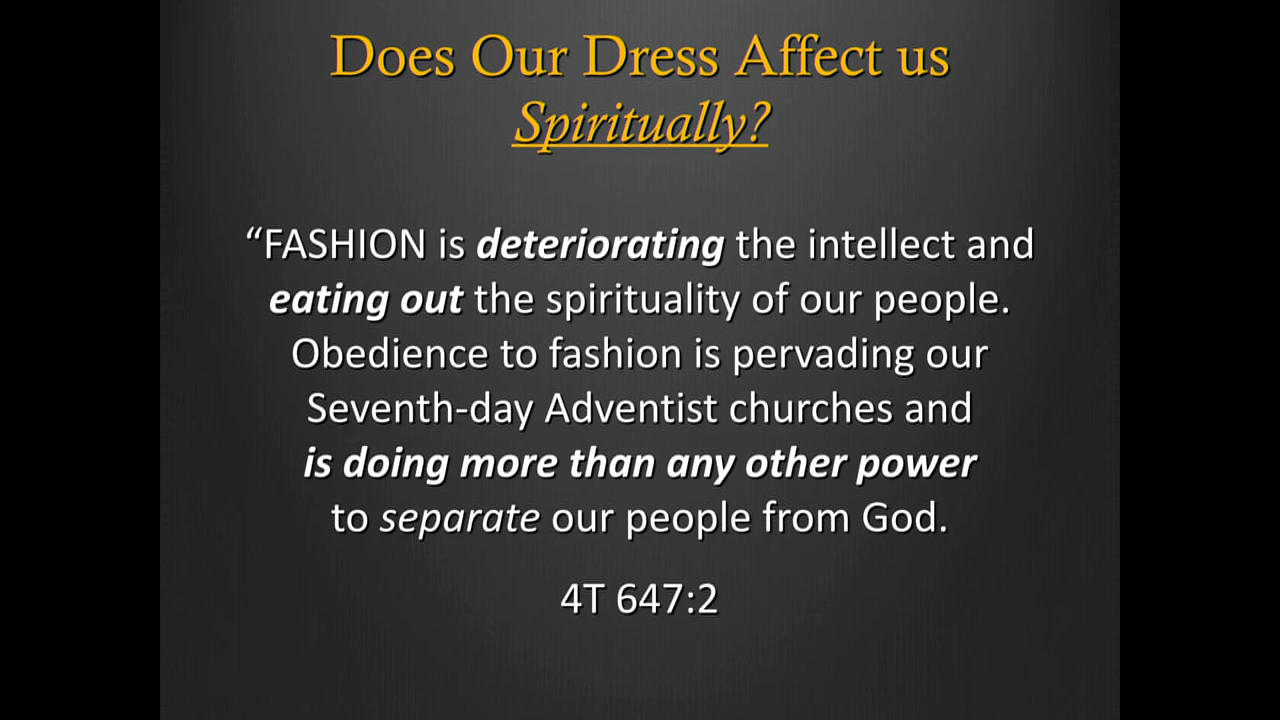 Does Our Dress Affect us
Spiritually?
“FASHION is deteriorating the intellect and
eating out the spirituality of our people.
Obedience to fashion is pervading our
Seventh-day Adventist churches and
is doing more than any other power
to separate our people from God.
4T 647:2